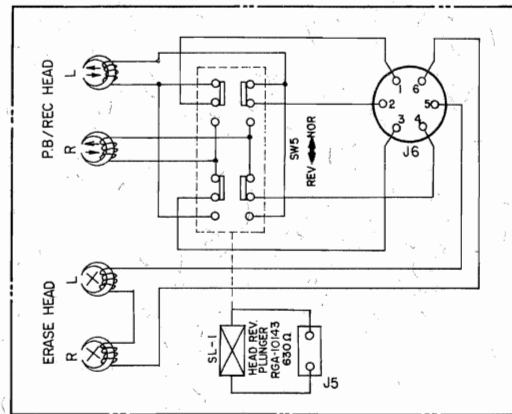 P.B/REC HEAD
L
R
ERASE HEAD
L
R
SW5
REV NOR
1
6
2
5
3
4
J6
SL-1
HEAD REV.
PLUNGER
RGA-10143
630Ω
J5